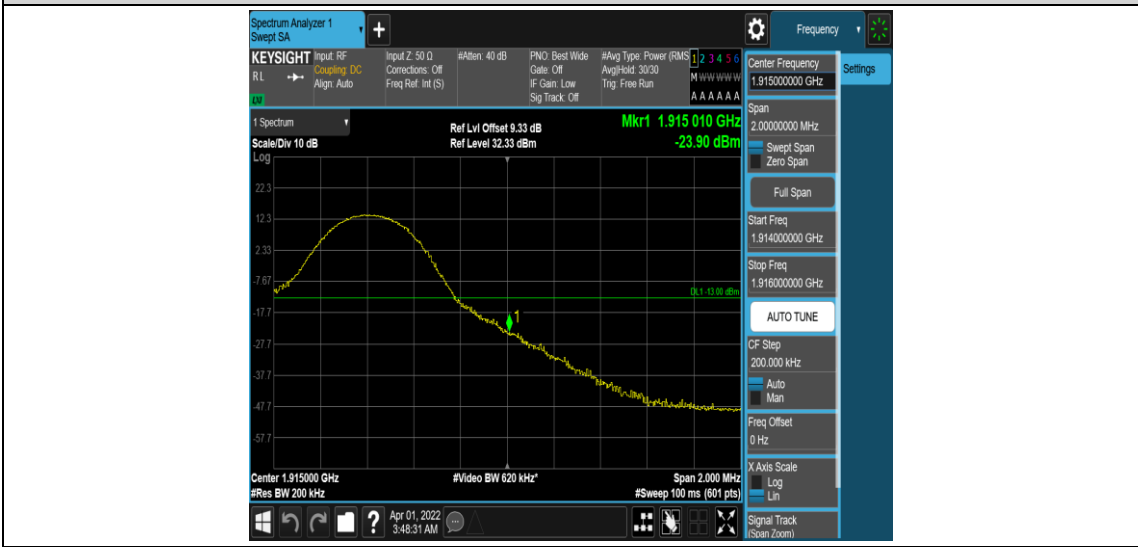 Spectrum Analyzer 1
Swept SA
+
Frequency
KEYSIGHT
R L
LXI
Input: RF
Coupling: DC
Align: Auto
Input Z: 50 Ω
Corrections: Off
Freq Ref: Int (S)
#Atten: 40 dB
PNO: Best Wide
Gate: Off
IF Gain: Low
Sig Track: Off
#Avg Type: Power (RMS
Avg|Hold: 30/30
Trig: Free Run
1 2 3 4 5 6
M W W W W W
A A A A A A
1 Spectrum
Scale/Div 10 dB
Log
Ref Lvl Offset 9.33 dB
Ref Level 32.33 dBm
Mkr1 1.915 010 GHz
-23.90 dBm
22.3
12.3
2.33
-7.67
-17.7
-27.7
-37.7
-47.7
-57.7
DL1 -13.00 dBm
1
Center 1.915000 GHz
#Res BW 200 kHz
#Video BW 620 kHz*
Span 2.000 MHz
#Sweep 100 ms (601 pts)
Apr 01, 2022
3:48:31 AM
?
Center Frequency
1.915000000 GHz
Settings
Span
2.00000000 MHz
Swept Span
Zero Span
Full Span
Start Freq
1.914000000 GHz
Stop Freq
1.916000000 GHz
AUTO TUNE
CF Step
200.000 kHz
Auto
Man
Freq Offset
0 Hz
X Axis Scale
Log
Lin
Signal Track
(Span Zoom)